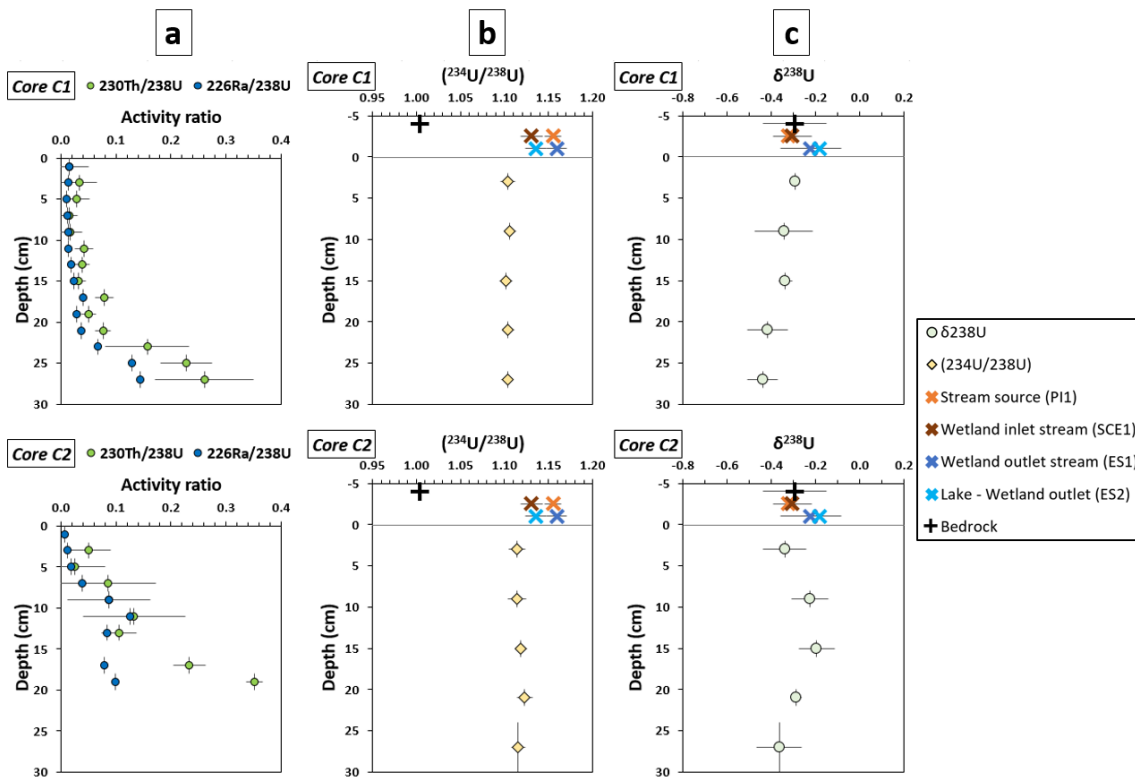 a
b
c
Core C1
230Th/238U
226Ra/238U
Activity ratio
0.0 0.1 0.2 0.3 0.4
Depth (cm)
0
5
10
15
20
25
30
Core C1
(²³⁴U/²³⁸U)
0.95 1.00 1.05 1.10 1.15 1.20
Depth (cm)
-5
0
5
10
15
20
25
30
Core C1
δ²³⁸U
-0.8 -0.6 -0.4 -0.2 0.0 0.2
Depth (cm)
-5
0
5
10
15
20
25
30
Core C2
230Th/238U
226Ra/238U
Activity ratio
0.0 0.1 0.2 0.3 0.4
Depth (cm)
0
5
10
15
20
25
30
Core C2
(²³⁴U/²³⁸U)
0.95 1.00 1.05 1.10 1.15 1.20
Depth (cm)
-5
0
5
10
15
20
25
30
Core C2
δ²³⁸U
-0.8 -0.6 -0.4 -0.2 0.0 0.2
Depth (cm)
-5
0
5
10
15
20
25
30
δ238U
(234U/238U)
Stream source (PI1)
Wetland inlet stream (SCE1)
Wetland outlet stream (ES1)
Lake - Wetland outlet (ES2)
Bedrock